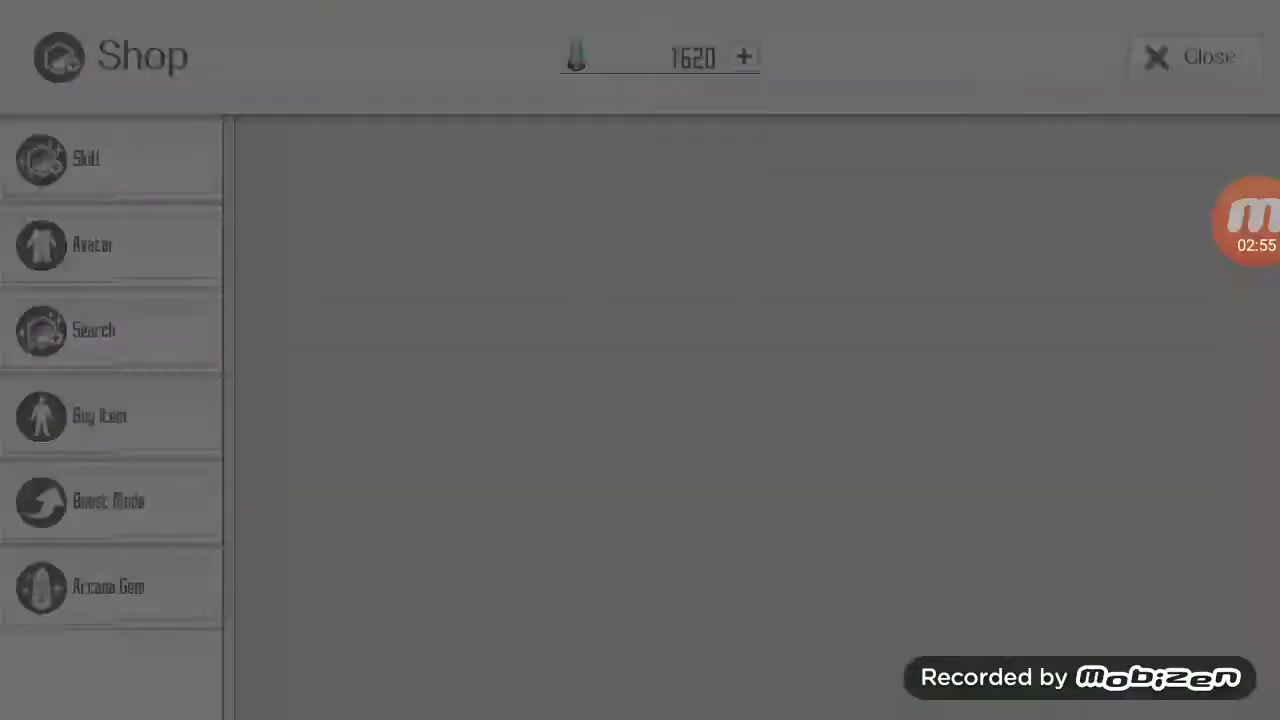 Shop
1620 +
Close
Skill
Avatar
Search
Buy Item
Boost Mode
Arcana Gem
02:55
Recorded by mobizen